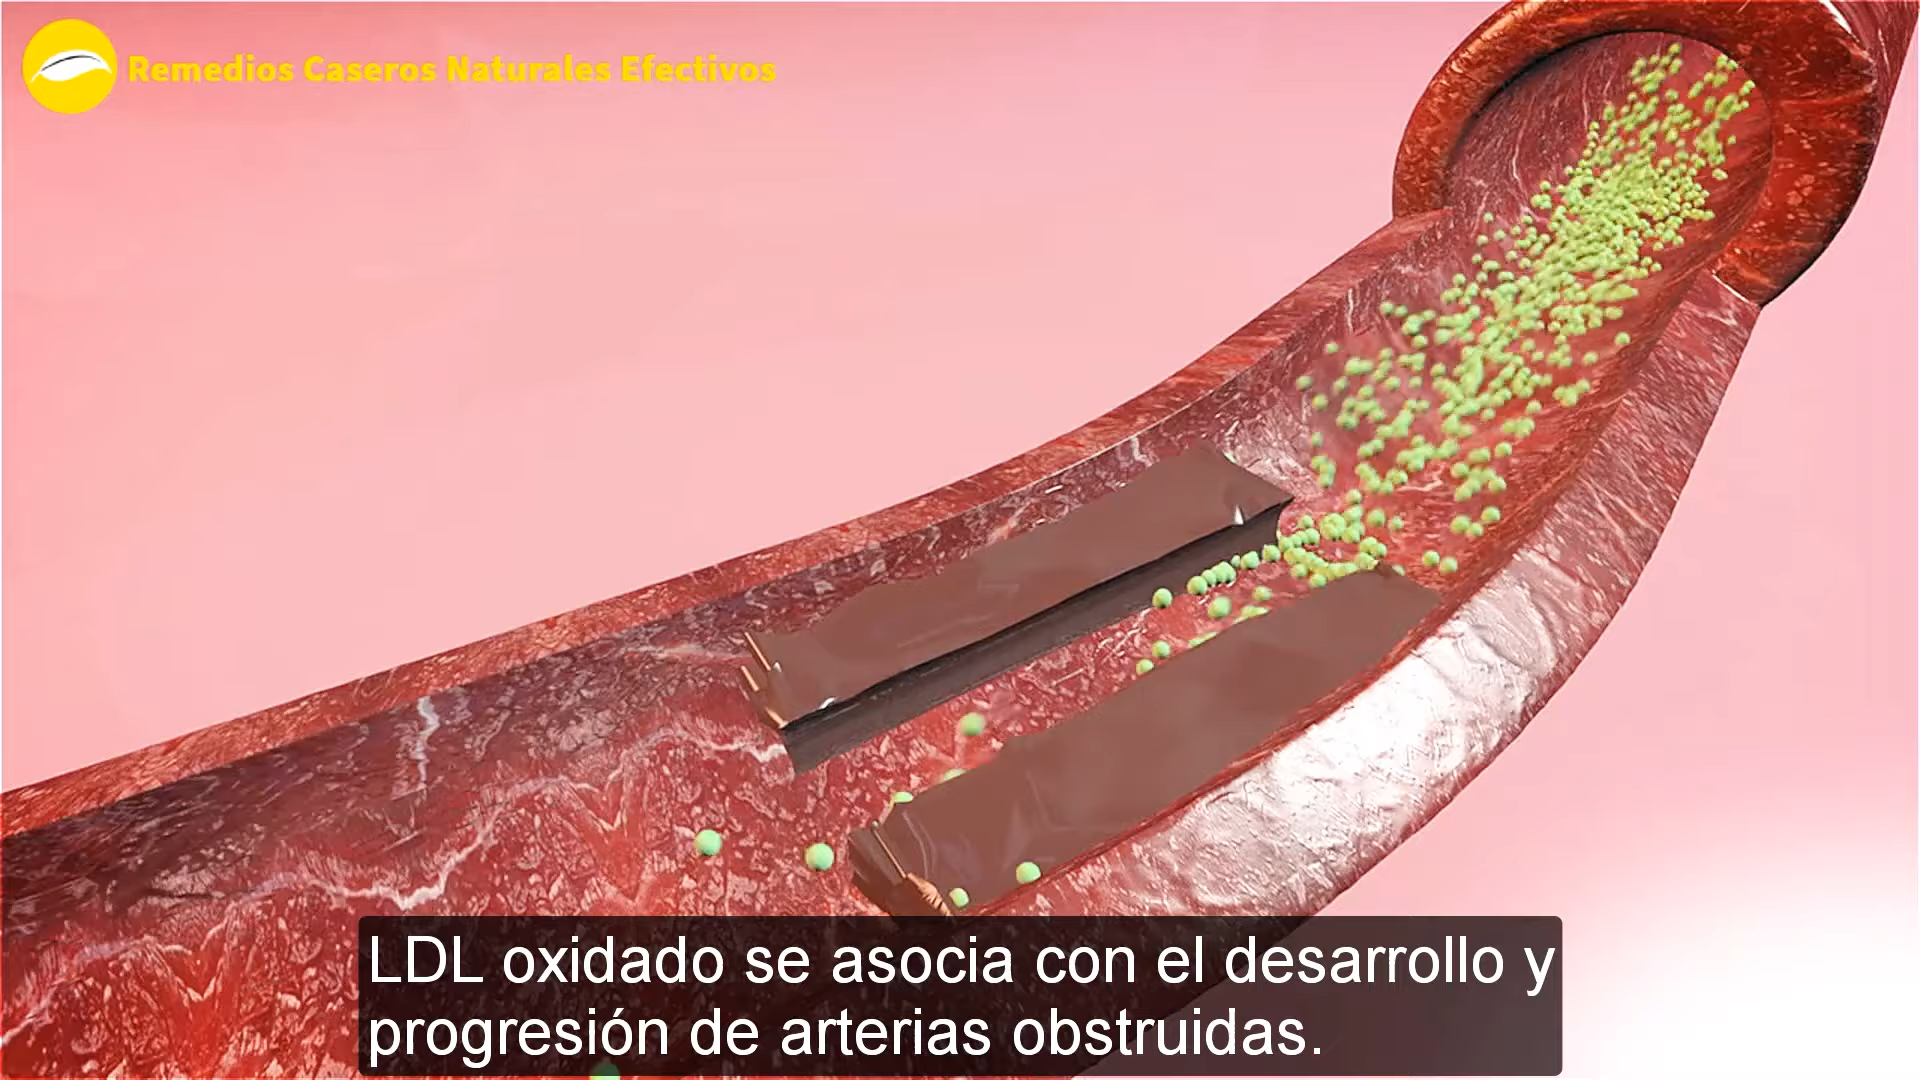 Remedios Caseros Naturales Efectivos
LDL oxidado se asocia con el desarrollo y
progresión de arterias obstruidas.